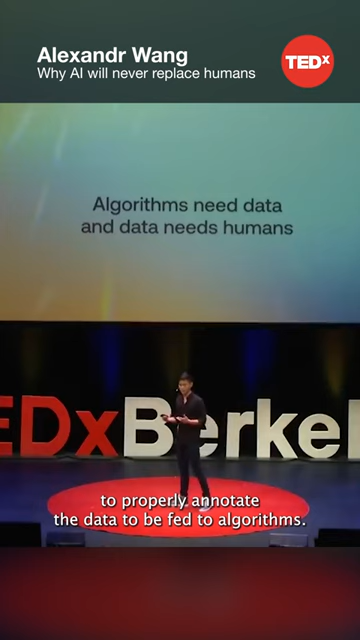 Alexandr Wang
Why AI will never replace humans
TEDx
Algorithms need data
and data needs humans
EDxBerkel
to properly annotate
the data to be fed to algorithms.